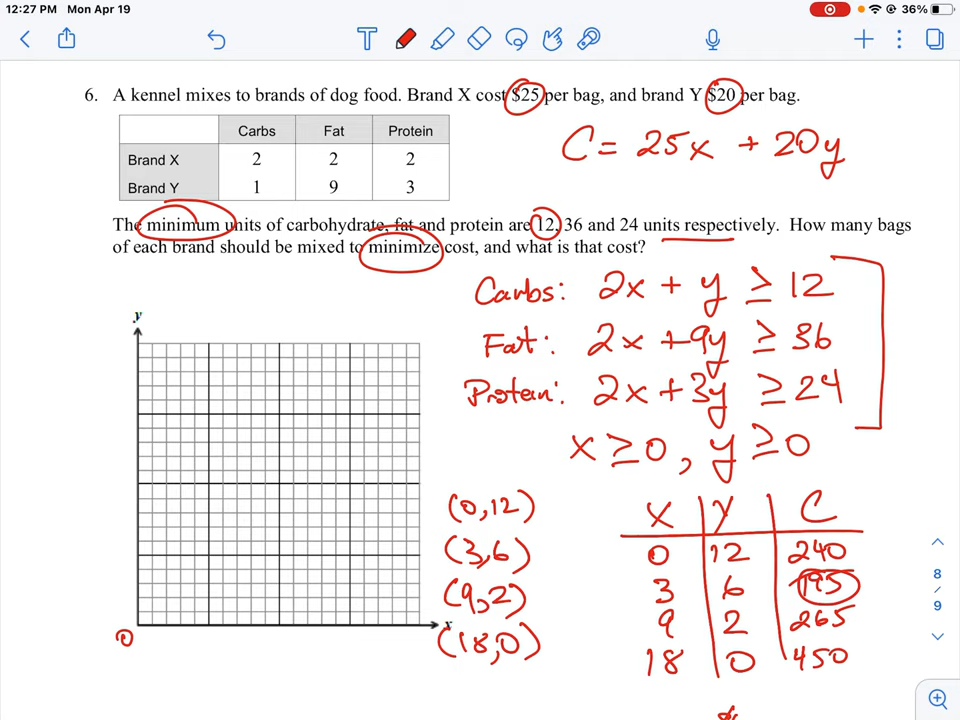 12:27 PM Mon Apr 19
36%
6. A kennel mixes to brands of dog food. Brand X cost $25 per bag, and brand Y $20 per bag.
C = 25x + 20y
Carbs Fat Protein
Brand X 2 2 2
Brand Y 1 9 3
The minimum units of carbohydrate, fat and protein are 12, 36 and 24 units respectively. How many bags
of each brand should be mixed to minimize cost, and what is that cost?
Carbs: 2x + y ≥ 12
Fat: 2x + 9y ≥ 36
Protein: 2x + 3y ≥ 24
x ≥ 0, y ≥ 0
y
x
0
(0,12)
(3,6)
(9,2)
(18,0)
X Y C
0 12 240
3 6 195
9 2 265
18 0 450
8
/
9